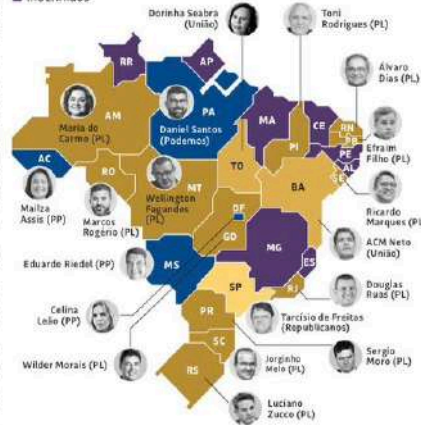 Dorinha Seabra
(União)
Toni
Rodrigues (PL)
Álvaro
Dias (PL)
RR
AP
AM
PA
MA
CE
RN
PB
PE
AL
SE
PI
Maria do
Carmo (PL)
Daniel Santos
(Podemos)
Efraim
Filho (PL)
AC
RO
TO
MT
BA
Mailza
Assis (PP)
Marcos
Rogério (PL)
Wellington
Fagundes
(PL)
Ricardo
Marques (PL)
DF
GO
ACM Neto
(União)
Eduardo Riedel (PP)
MS
MG
ES
Celina
Leão (PP)
SP
RJ
Douglas
Ruas (PL)
Tarcísio de Freitas
(Republicanos)
PR
Wilder Morais (PL)
SC
Jorginho
Melo (PL)
Sergio
Moro (PL)
RS
Luciano
Zucco (PL)